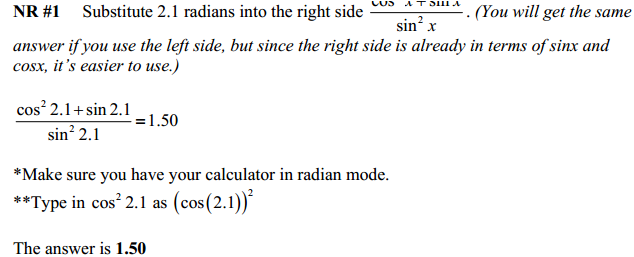 NR #1 Substitute 2.1 radians into the right side sin² x . (You will get the same
answer if you use the left side, but since the right side is already in terms of sinx and
cosx, it's easier to use.)
cos² 2.1+sin 2.1
sin² 2.1
=1.50
*Make sure you have your calculator in radian mode.
**Type in cos² 2.1 as (cos(2.1))²
The answer is 1.50